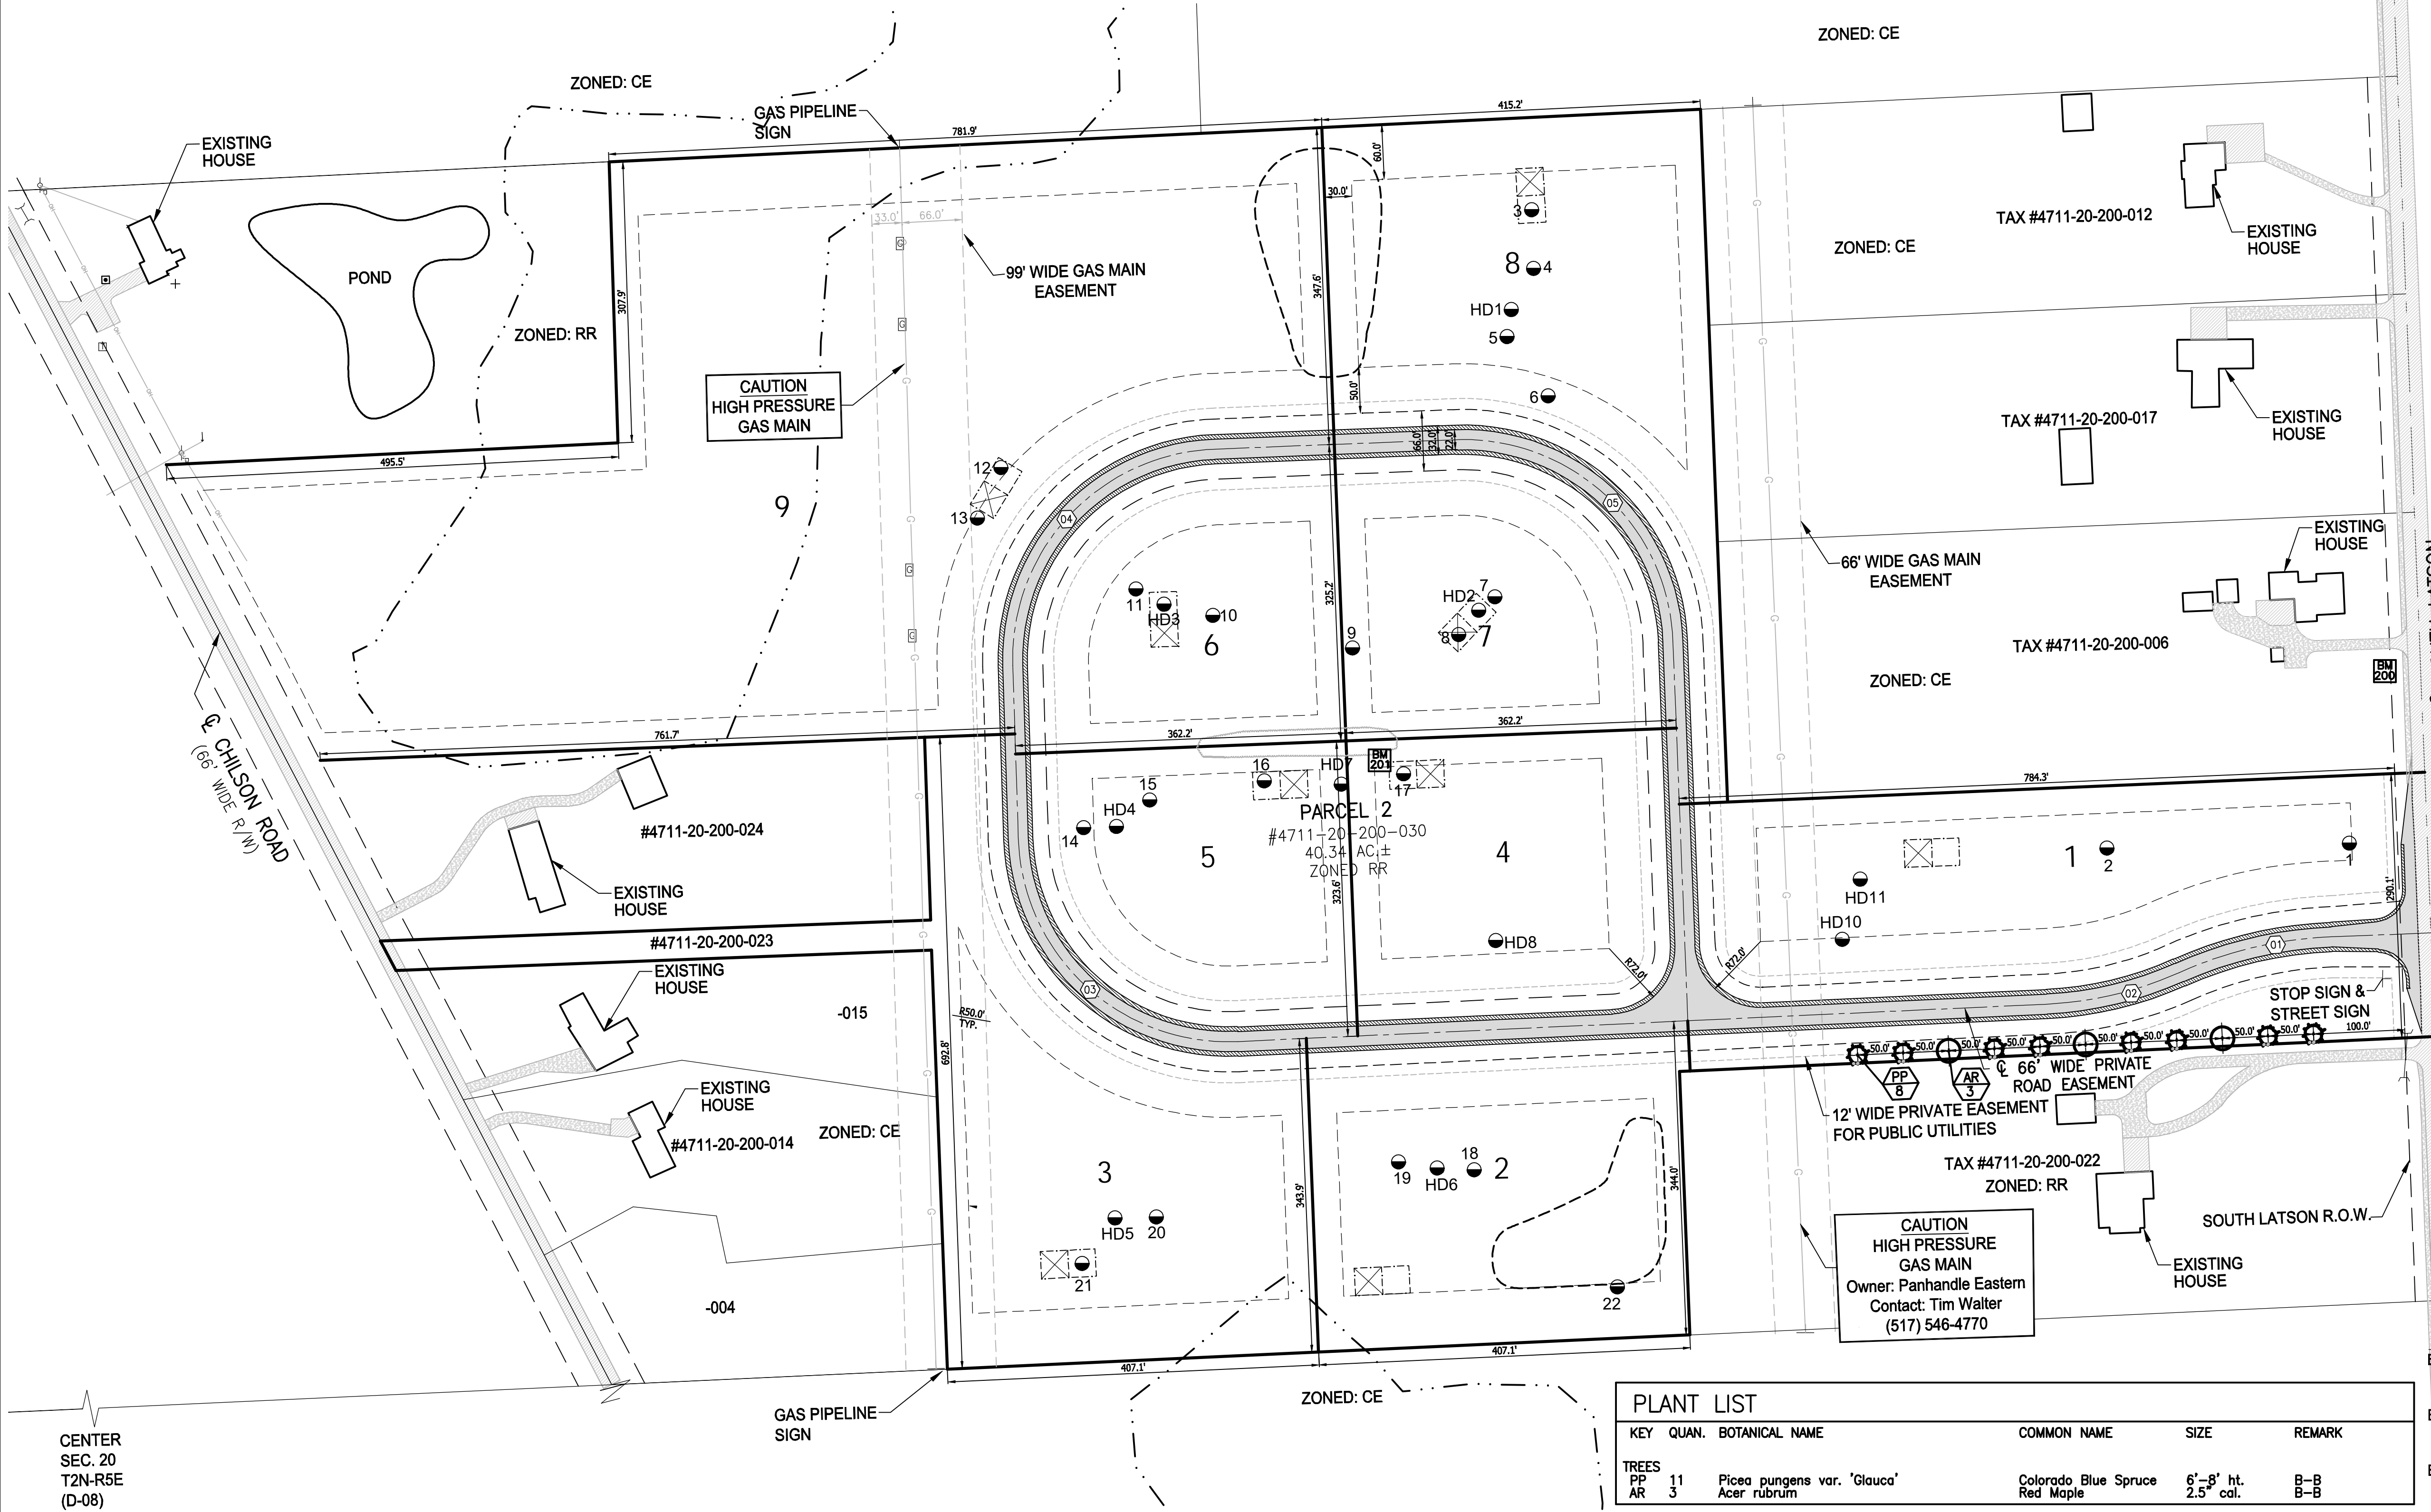 ZONED: CE
ZONED: CE
GAS PIPELINE
SIGN
781.9'
415.2'
EXISTING
HOUSE
POND
ZONED: RR
307.9'
495.5'
33.0'
66.0'
99' WIDE GAS MAIN
EASEMENT
CAUTION
HIGH PRESSURE
GAS MAIN
9
347.6'
30.0'
60.0'
50.0'
3
8
4
HD1
5
6
66.0'
32.0'
22.0'
TAX #4711-20-200-012
ZONED: CE
EXISTING
HOUSE
TAX #4711-20-200-017
EXISTING
HOUSE
66' WIDE GAS MAIN
EASEMENT
EXISTING
HOUSE
TAX #4711-20-200-006
ZONED: CE
BM
200
12
13
04
05
11
HD3
10
6
325.2'
9
7
HD2
8
7
℄ CHILSON ROAD
(66' WIDE R/W)
761.7'
362.2'
362.2'
784.3'
BM
201
16
HD7
17
15
HD4
14
5
PARCEL 2
#4711-20-200-030
40.34 AC.±
ZONED RR
323.6'
4
HD8
1
2
1
HD11
HD10
290.1'
R72.0'
R72.0'
01
02
03
#4711-20-200-024
EXISTING
HOUSE
#4711-20-200-023
EXISTING
HOUSE
-015
R50.0'
TYP.
692.8'
EXISTING
HOUSE
#4711-20-200-014
ZONED: CE
-004
STOP SIGN &
STREET SIGN
50.0' 50.0' 50.0' 50.0' 50.0' 50.0' 50.0' 50.0' 50.0' 50.0' 100.0'
PP
8
AR
3
℄ 66' WIDE PRIVATE
ROAD EASEMENT
12' WIDE PRIVATE EASEMENT
FOR PUBLIC UTILITIES
TAX #4711-20-200-022
ZONED: RR
SOUTH LATSON R.O.W.
EXISTING
HOUSE
CAUTION
HIGH PRESSURE
GAS MAIN
Owner: Panhandle Eastern
Contact: Tim Walter
(517) 546-4770
3
HD5
20
21
343.9'
19
HD6
18
2
22
344.0'
407.1'
407.1'
ZONED: CE
GAS PIPELINE
SIGN
CENTER
SEC. 20
T2N-R5E
(D-08)
PLANT LIST
KEY QUAN. BOTANICAL NAME COMMON NAME SIZE REMARK
TREES
PP 11 Picea pungens var. 'Glauca' Colorado Blue Spruce 6'-8' ht. B-B
AR 3 Acer rubrum Red Maple 2.5" cal. B-B